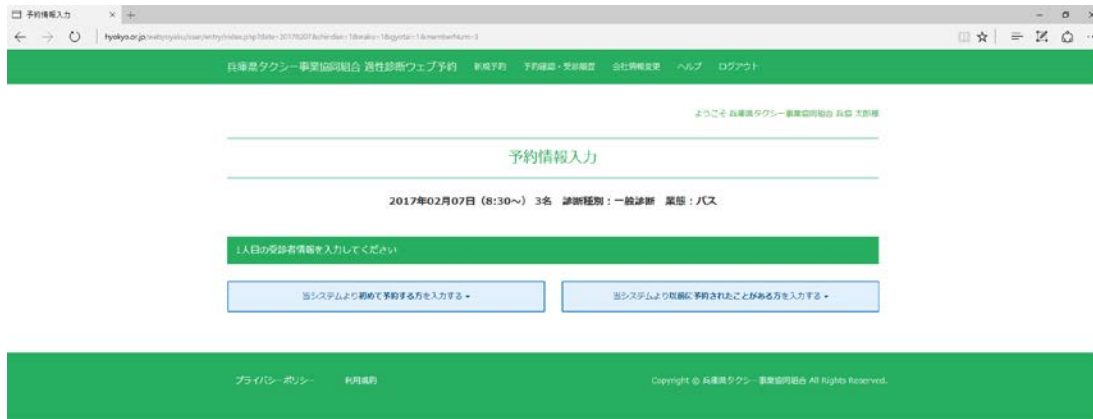 予約情報入力
兵庫県タクシー事業協同組合 適性診断ウェブ予約 新規予約 予約確認・受診履歴 会社情報変更 ヘルプ ログアウト
ようこそ 兵庫県タクシー事業協同組合 兵協 太郎様
予約情報入力
2017年02月07日（8:30～） 3名 診断種別：一般診断 業態：バス
1人目の受診者情報を入力してください
当システムより初めて予約する方を入力する
当システムより以前に予約されたことがある方を入力する
プライバシーポリシー 利用規約
Copyright © 兵庫県タクシー事業協同組合 All Rights Reserved.